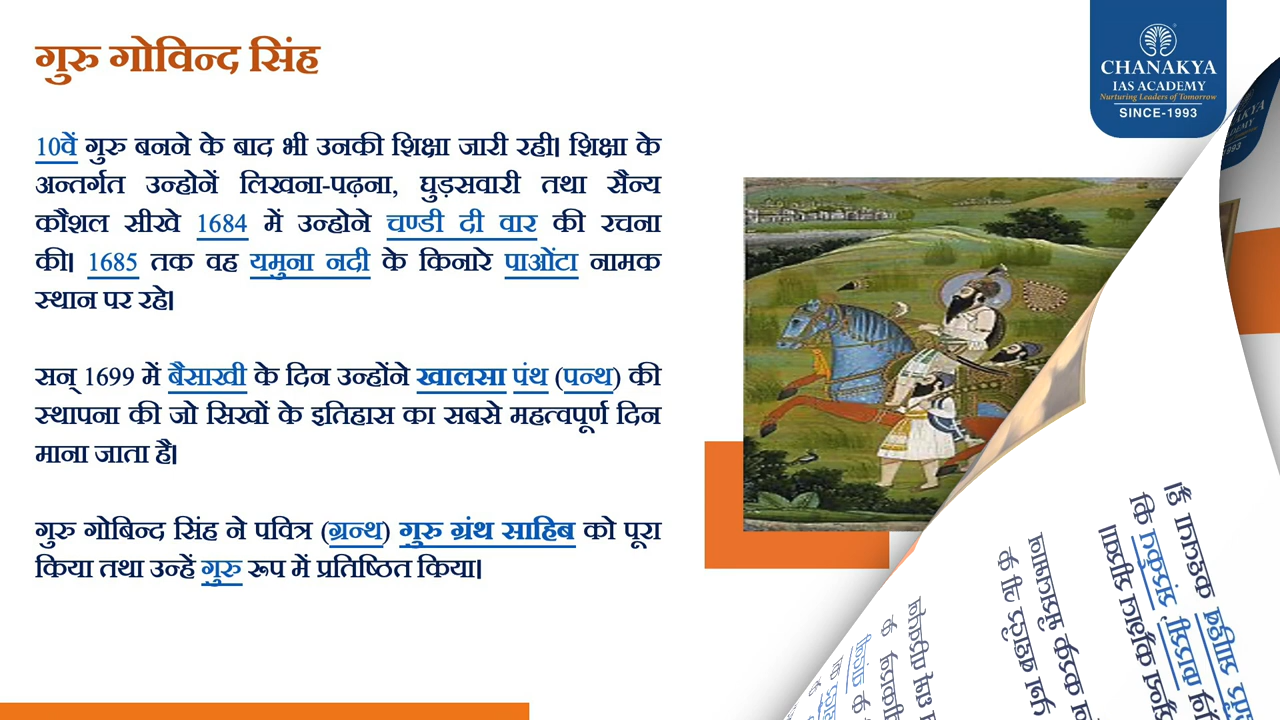 गुरु गोविन्द सिंह
CHANAKYA
IAS ACADEMY
Nurturing Leaders of Tomorrow
SINCE-1993
10वें गुरु बनने के बाद भी उनकी शिक्षा जारी रही। शिक्षा के
अन्तर्गत उन्होनें लिखना-पढ़ना, घुड़सवारी तथा सैन्य
कौशल सीखे 1684 में उन्होने चण्डी दी वार की रचना
की। 1685 तक वह यमुना नदी के किनारे पाओंटा नामक
स्थान पर रहे।
सन् 1699 में बैसाखी के दिन उन्होंने खालसा पंथ (पन्थ) की
स्थापना की जो सिखों के इतिहास का सबसे महत्वपूर्ण दिन
माना जाता है।
गुरु गोबिन्द सिंह ने पवित्र (ग्रन्थ) गुरु ग्रंथ साहिब को पूरा
किया तथा उन्हें गुरु रूप में प्रतिष्ठित किया।